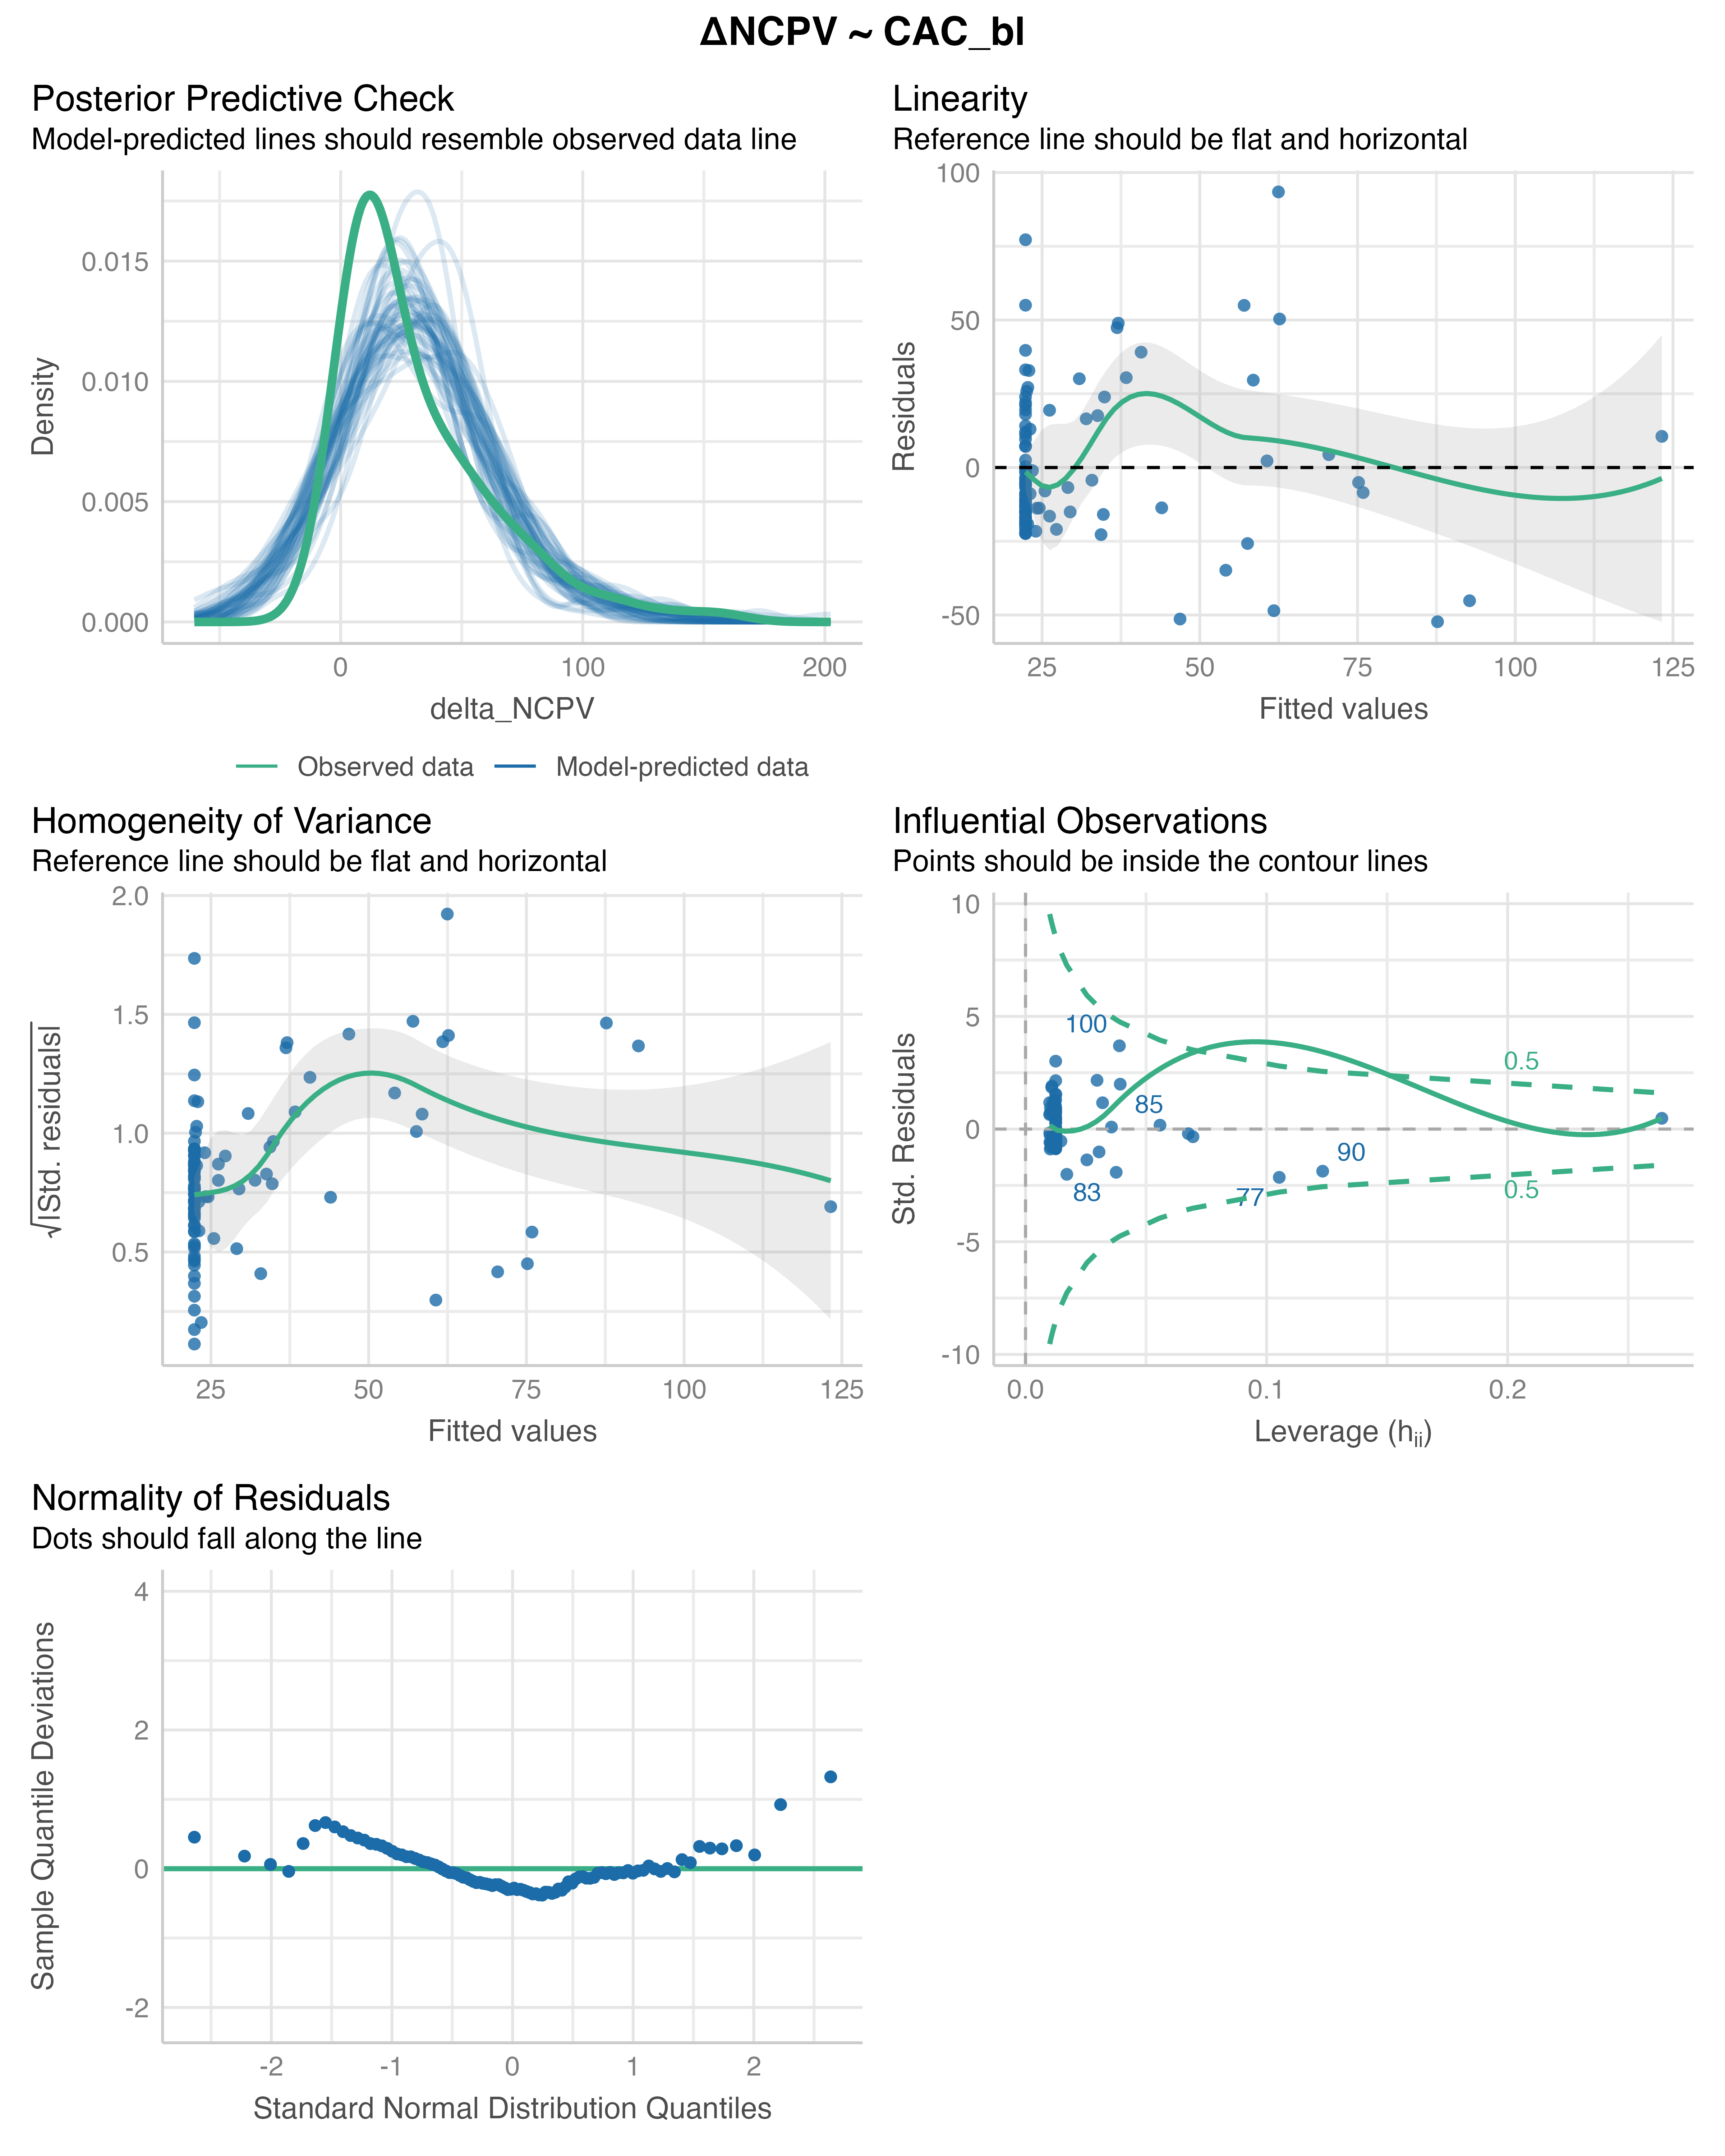 ΔNCPV ~ CAC_bl
Posterior Predictive Check
Model-predicted lines should resemble observed data line
0.015
0.010
0.005
0.000
Density
0 100 200
delta_NCPV
Observed data Model-predicted data
Linearity
Reference line should be flat and horizontal
100
50
0
-50
Residuals
25 50 75 100 125
Fitted values
Homogeneity of Variance
Reference line should be flat and horizontal
2.0
1.5
1.0
0.5
√|Std. residuals|
25 50 75 100 125
Fitted values
Influential Observations
Points should be inside the contour lines
10
5
0
-5
-10
Std. Residuals
100
0.5
85
90
83
77
0.5
0.0 0.1 0.2
Leverage (hii)
Normality of Residuals
Dots should fall along the line
4
2
0
-2
Sample Quantile Deviations
-2 -1 0 1 2
Standard Normal Distribution Quantiles